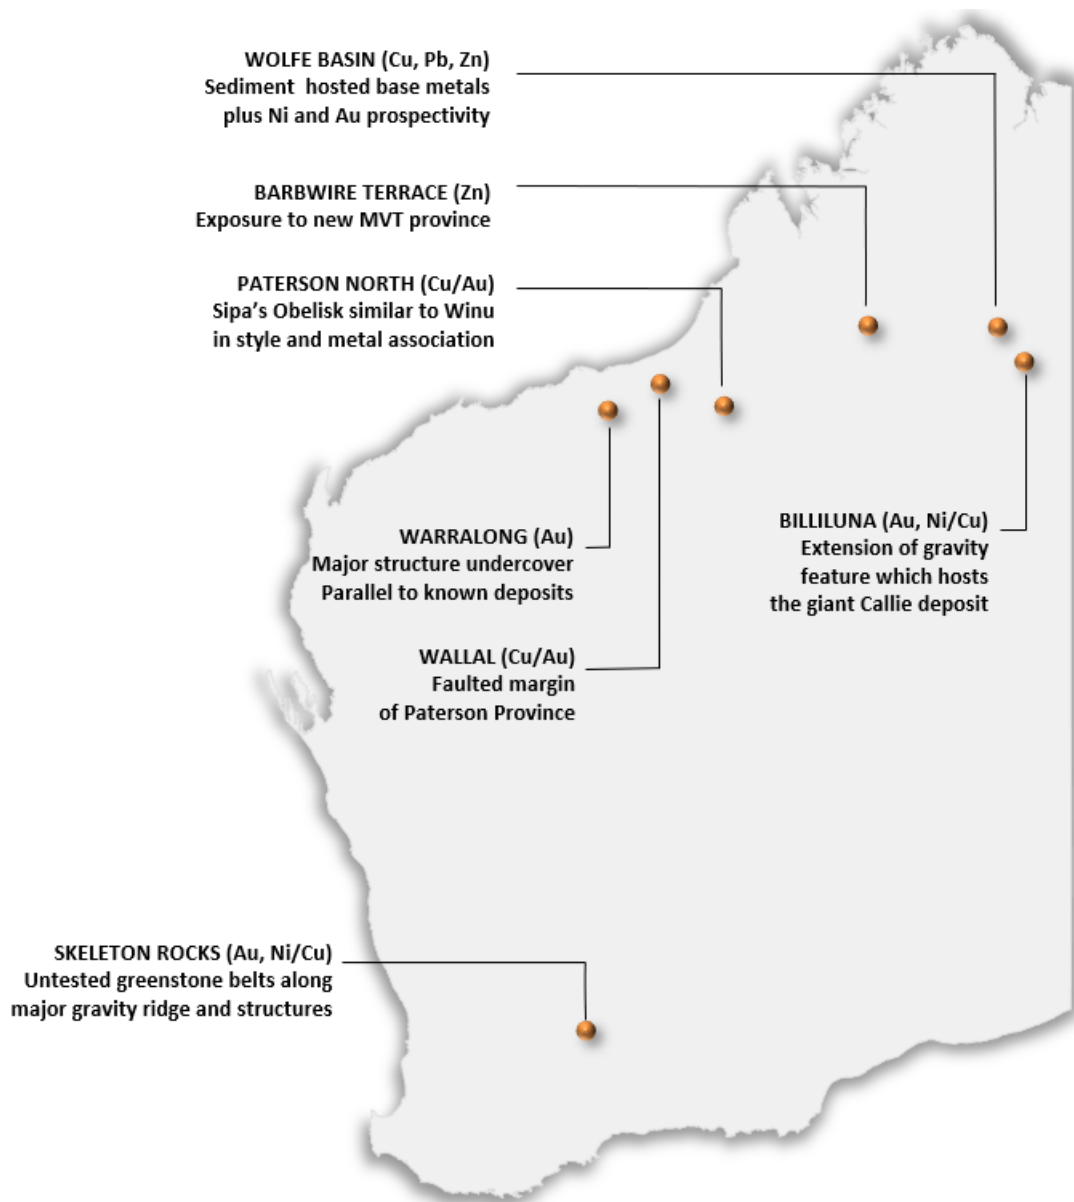 WOLFE BASIN (Cu, Pb, Zn)
Sediment hosted base metals
plus Ni and Au prospectivity
BARBWIRE TERRACE (Zn)
Exposure to new MVT province
PATERSON NORTH (Cu/Au)
Sipa's Obelisk similar to Winu
in style and metal association
WARRALONG (Au)
Major structure undercover
Parallel to known deposits
BILLILUNA (Au, Ni/Cu)
Extension of gravity
feature which hosts
the giant Callie deposit
WALLAL (Cu/Au)
Faulted margin
of Paterson Province
SKELETON ROCKS (Au, Ni/Cu)
Untested greenstone belts along
major gravity ridge and structures